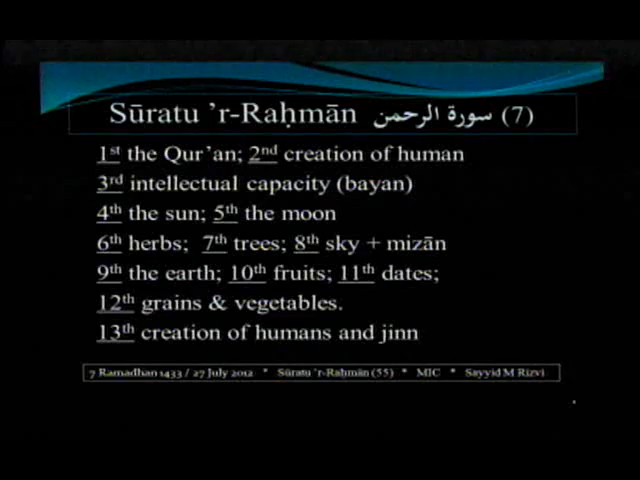 Sūratu ’r-Raḥmān سورة الرحمن (7)
1st the Qur’an; 2nd creation of human
3rd intellectual capacity (bayan)
4th the sun; 5th the moon
6th herbs; 7th trees; 8th sky + mizān
9th the earth; 10th fruits; 11th dates;
12th grains & vegetables.
13th creation of humans and jinn
7 Ramadhan 1433 / 27 July 2012 * Sūratu ’r-Raḥmān (55) * MIC * Sayyid M Rizvi